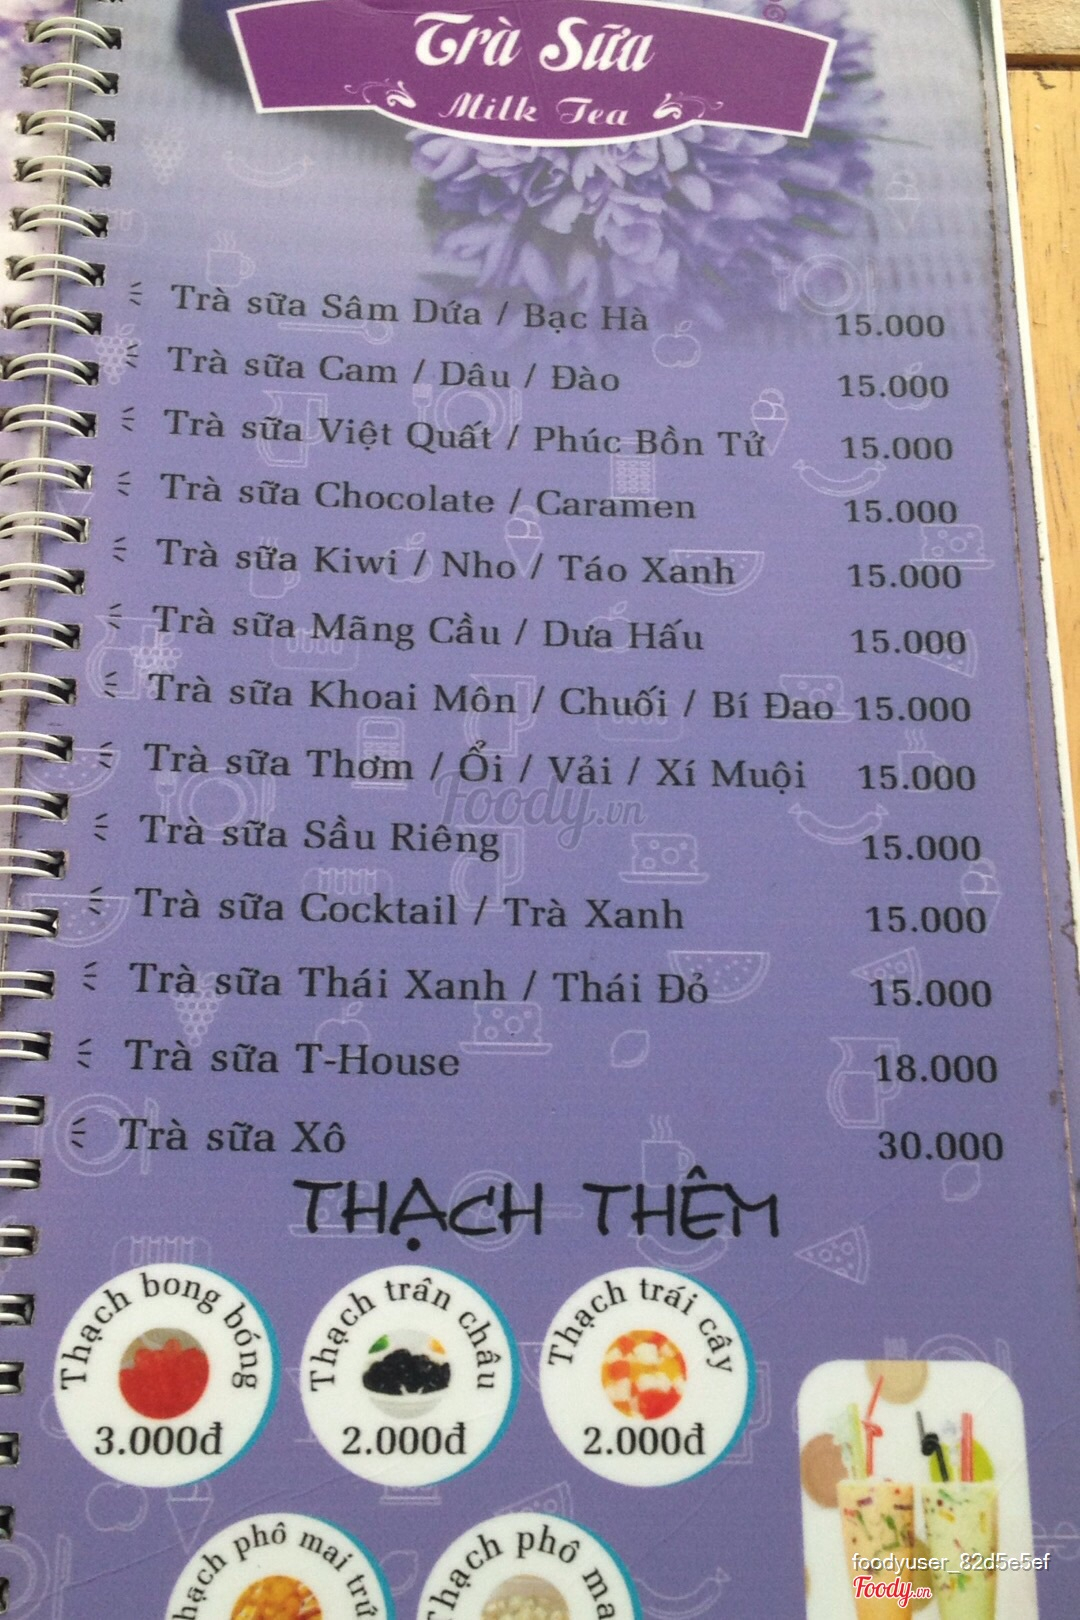 Trà Sữa
Milk Tea
Trà sữa Sâm Dứa / Bạc Hà 15.000
Trà sữa Cam / Dâu / Đào 15.000
Trà sữa Việt Quất / Phúc Bồn Tử 15.000
Trà sữa Chocolate / Caramen 15.000
Trà sữa Kiwi / Nho / Táo Xanh 15.000
Trà sữa Mãng Cầu / Dưa Hấu 15.000
Trà sữa Khoai Môn / Chuối / Bí Đao 15.000
Trà sữa Thơm / Ổi / Vải / Xí Muội 15.000
Foody.vn
Trà sữa Sầu Riêng 15.000
Trà sữa Cocktail / Trà Xanh 15.000
Trà sữa Thái Xanh / Thái Đỏ 15.000
Trà sữa T-House 18.000
Trà sữa Xô 30.000
THẠCH THÊM
Thạch bong bóng
3.000đ
Thạch trân châu
2.000đ
Thạch trái cây
2.000đ
phô mai
Thạch phô
foodyuser_82d5e5ef
Foody.vn